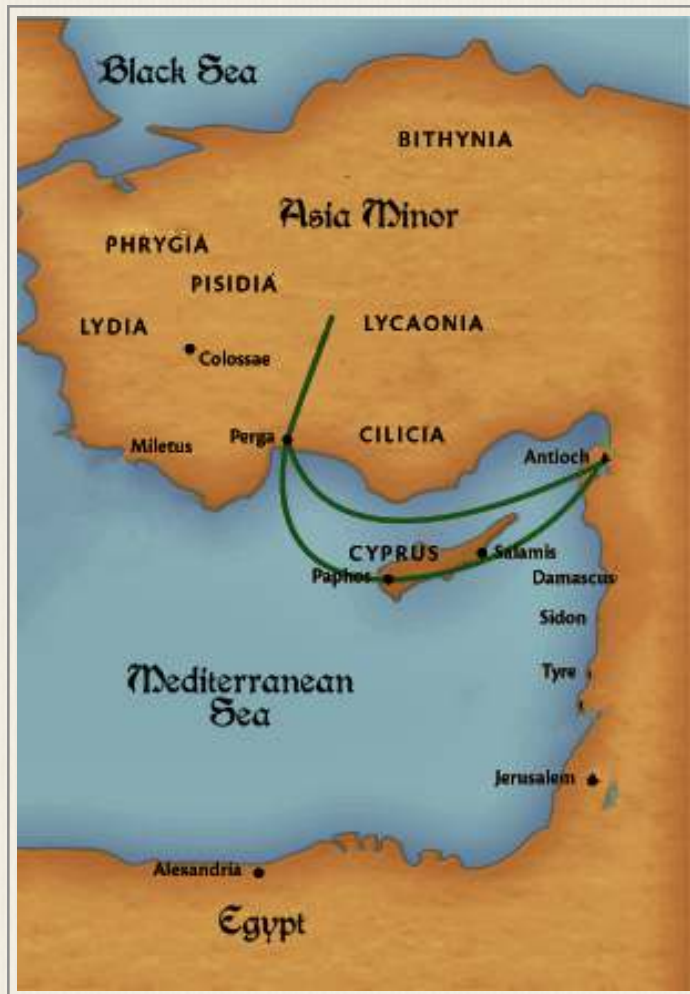 Black Sea
BITHYNIA
Asia Minor
PHRYGIA
PISIDIA
LYDIA
LYCAONIA
Colossae
Perga
CILICIA
Miletus
Antioch
CYPRUS
Salamis
Paphos
Damascus
Sidon
Tyre
Mediterranean
Sea
Jerusalem
Alexandria
Egypt